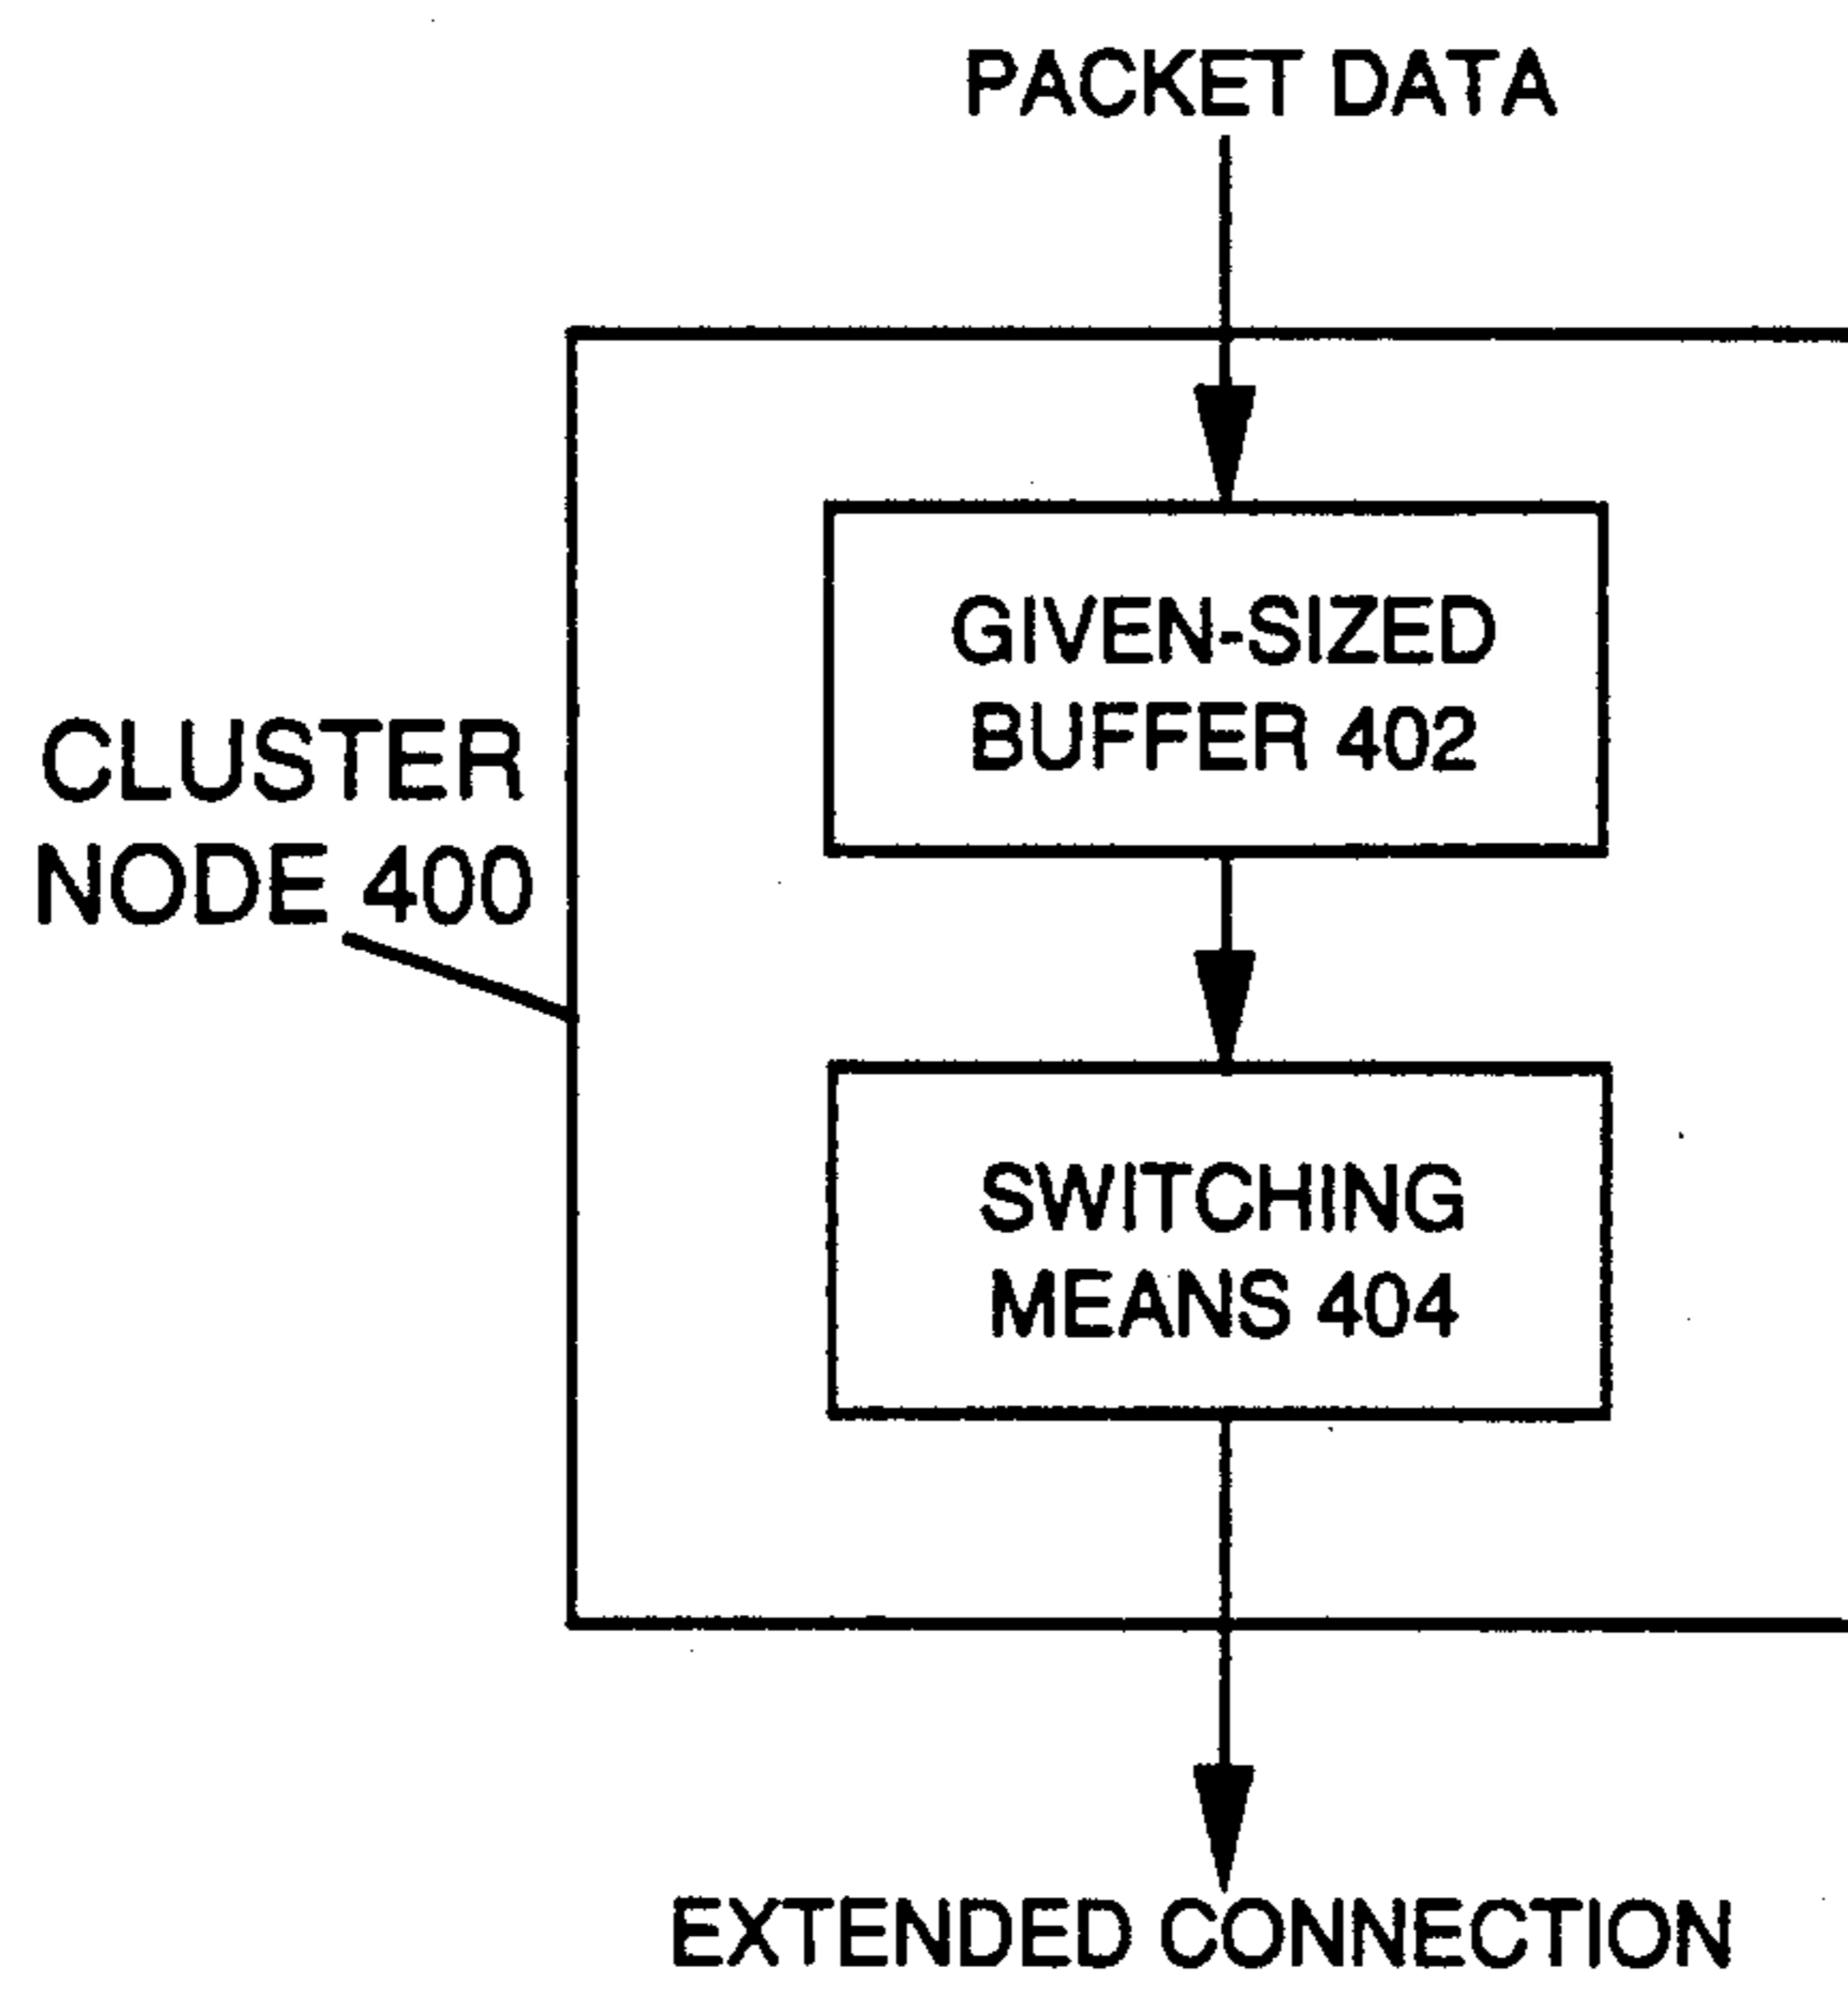 PACKET DATA
GIVEN-SIZED
BUFFER 402
CLUSTER
NODE 400
SWITCHING
MEANS 404
EXTENDED CONNECTION